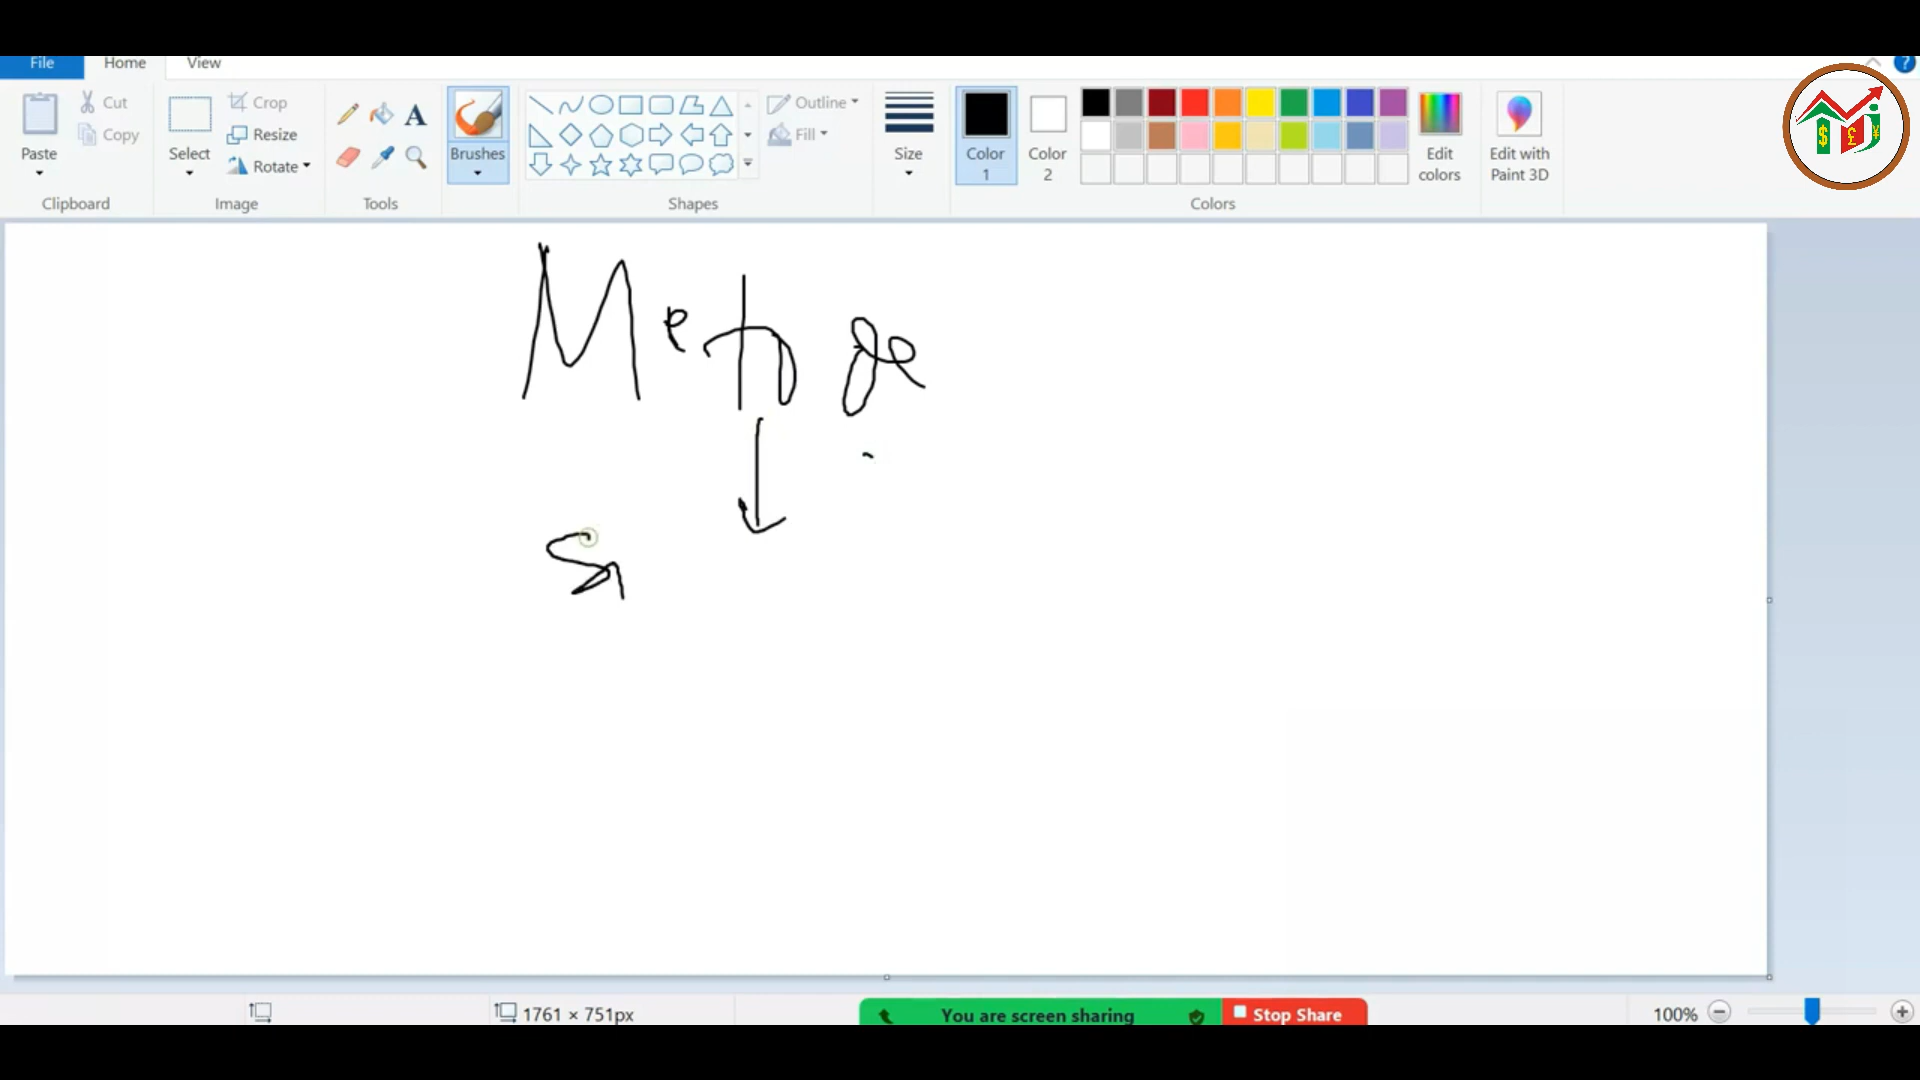 File Home View
Cut
Copy
Paste
Clipboard
Select
Crop
Resize
Rotate
Image
Tools
Brushes
Shapes
Outline
Fill
Size
Color 1
Color 2
Colors
Edit colors
Edit with Paint 3D
Metode
1761 × 751px
You are screen sharing
Stop Share
100%